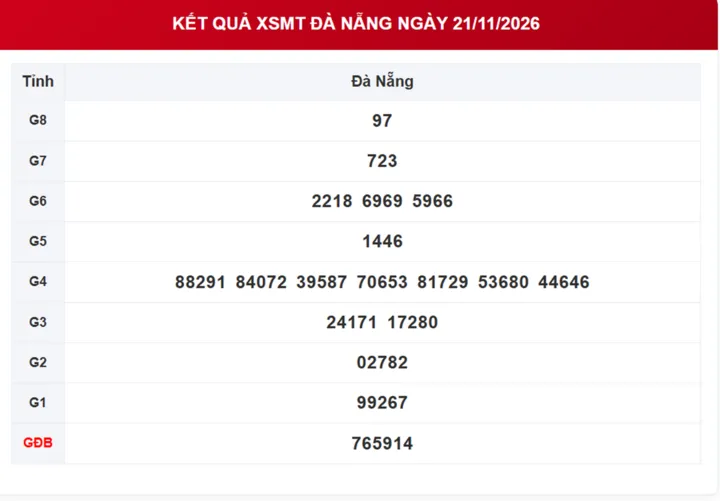 KẾT QUẢ XSMT ĐÀ NẴNG NGÀY 21/11/2026
Tỉnh Đà Nẵng
G8 97
G7 723
G6 2218 6969 5966
G5 1446
G4 88291 84072 39587 70653 81729 53680 44646
G3 24171 17280
G2 02782
G1 99267
GĐB 765914